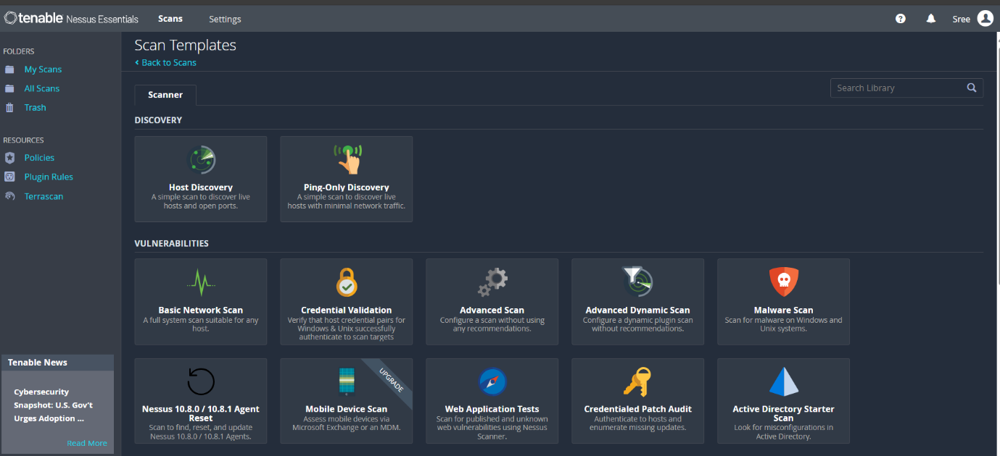 tenable Nessus Essentials
Scans
Settings
Sree
FOLDERS
My Scans
All Scans
Trash
RESOURCES
Policies
Plugin Rules
Terrascan
Tenable News
Cybersecurity
Snapshot: U.S. Gov't
Urges Adoption ...
Read More
Scan Templates
Back to Scans
Scanner
Search Library
DISCOVERY
Host Discovery
A simple scan to discover live
hosts and open ports.
Ping-Only Discovery
A simple scan to discover live
hosts with minimal network traffic.
VULNERABILITIES
Basic Network Scan
A full system scan suitable for any
host.
Credential Validation
Verify that host credential pairs for
Windows & Unix successfully
authenticate to scan targets
Advanced Scan
Configure a scan without using
any recommendations.
Advanced Dynamic Scan
Configure a dynamic plugin scan
without recommendations.
Malware Scan
Scan for malware on Windows and
Unix systems.
Nessus 10.8.0 / 10.8.1 Agent
Reset
Scan to find, reset, and update
Nessus 10.8.0 / 10.8.1 Agents.
UPGRADE
Mobile Device Scan
Assess mobile devices via
Microsoft Exchange or an MDM.
Web Application Tests
Scan for published and unknown
web vulnerabilities using Nessus
Scanner.
Credentialed Patch Audit
Authenticate to hosts and
enumerate missing updates.
Active Directory Starter
Scan
Look for misconfigurations in
Active Directory.